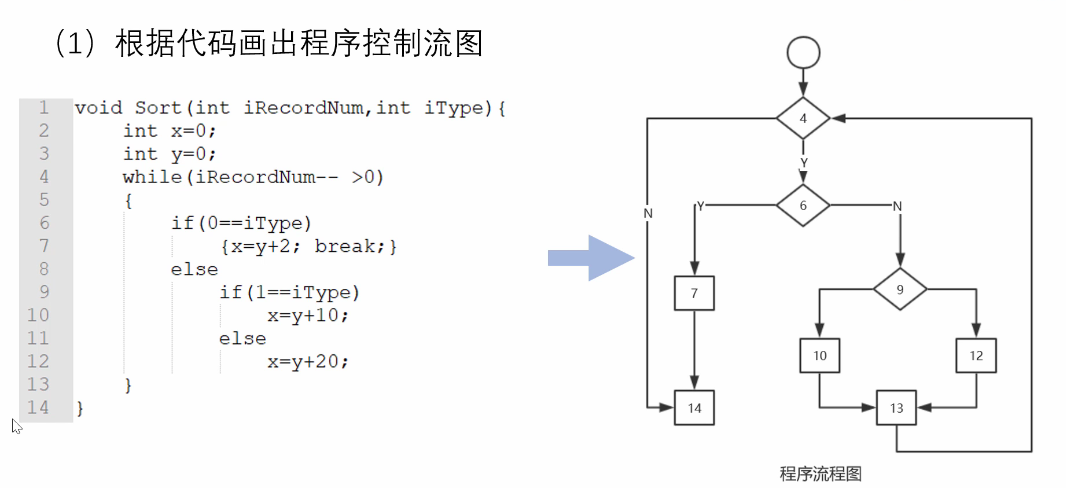 （1）根据代码画出程序控制流图
1 void Sort(int iRecordNum,int iType){
2 int x=0;
3 int y=0;
4 while(iRecordNum-- >0)
5 {
6 if(0==iType)
7 {x=y+2; break;}
8 else
9 if(1==iType)
10 x=y+10;
11 else
12 x=y+20;
13 }
14 }
4
Y
6
N
Y
N
7
9
10
12
14
13
程序流程图